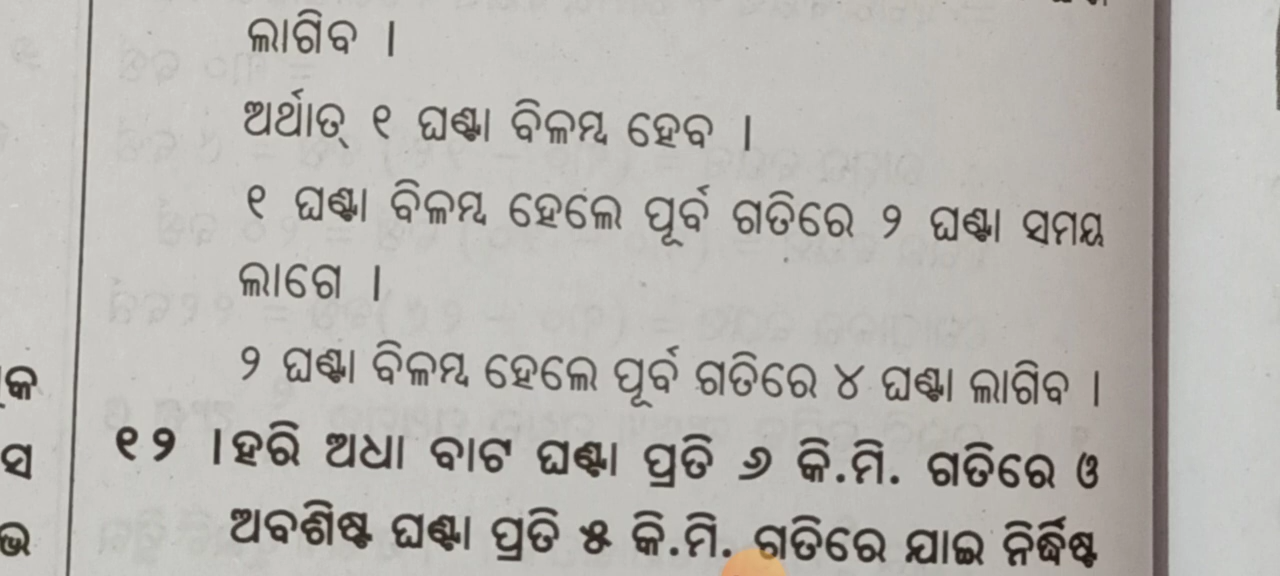 ଲାଗିବ ।
ଅର୍ଥାତ୍ ୧ ଘଣ୍ଟା ବିଳମ୍ବ ହେବ ।
୧ ଘଣ୍ଟା ବିଳମ୍ବ ହେଲେ ପୂର୍ବ ଗତିରେ ୨ ଘଣ୍ଟା ସମୟ
ଲାଗେ ।
୨ ଘଣ୍ଟା ବିଳମ୍ବ ହେଲେ ପୂର୍ବ ଗତିରେ ୪ ଘଣ୍ଟା ଲାଗିବ ।
୧୨ ।ହରି ଅଧା ବାଟ ଘଣ୍ଟା ପ୍ରତି ୬ କି.ମି. ଗତିରେ ଓ
ଅବଶିଷ୍ଟ ଘଣ୍ଟା ପ୍ରତି ୫ କି.ମି. ଗତିରେ ଯାଇ ନିର୍ଦ୍ଧିଷ୍ଟ